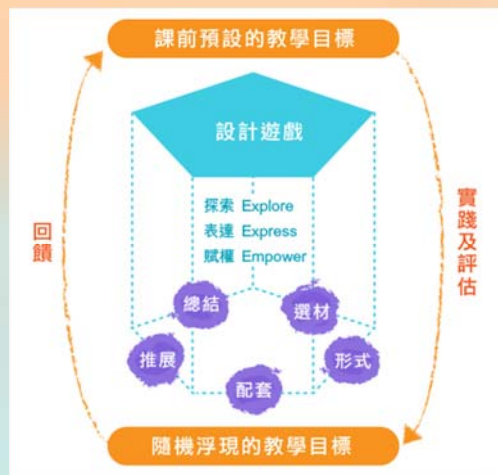 課前預設的教學目標
設計遊戲
探索 Explore
表達 Express
賦權 Empower
回饋
實踐及評估
總結
選材
推展
形式
配套
隨機浮現的教學目標